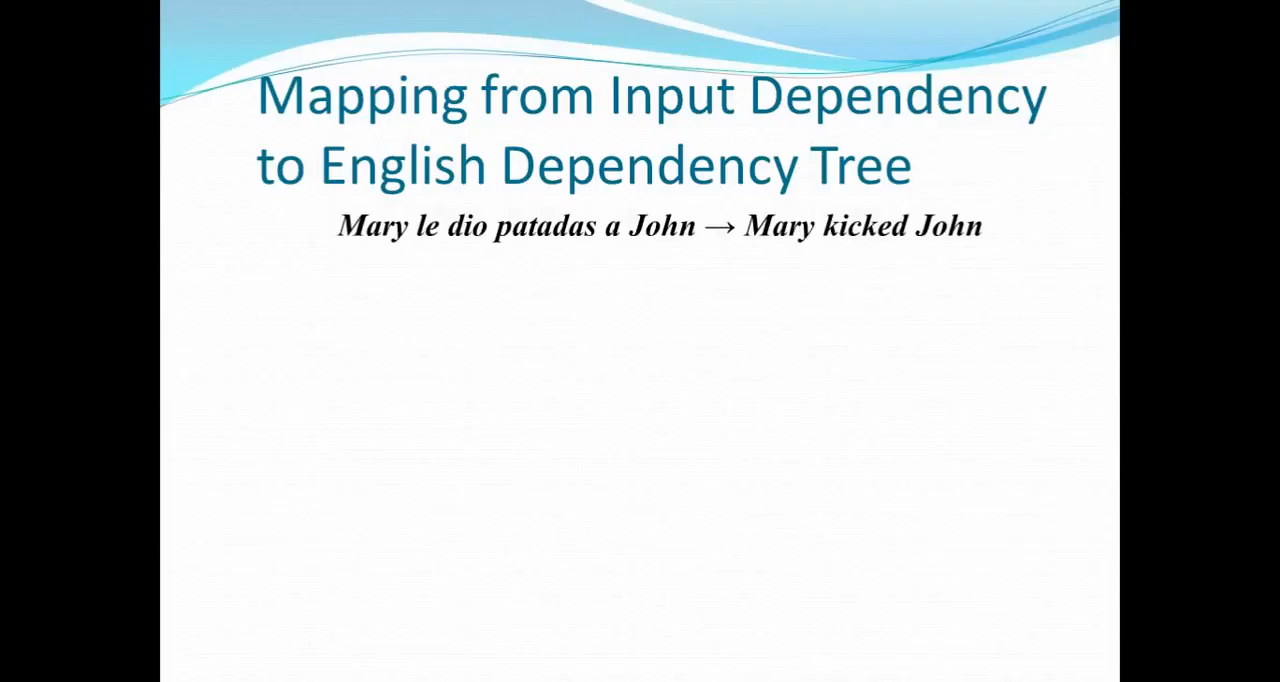 Mapping from Input Dependency
to English Dependency Tree
Mary le dio patadas a John → Mary kicked John